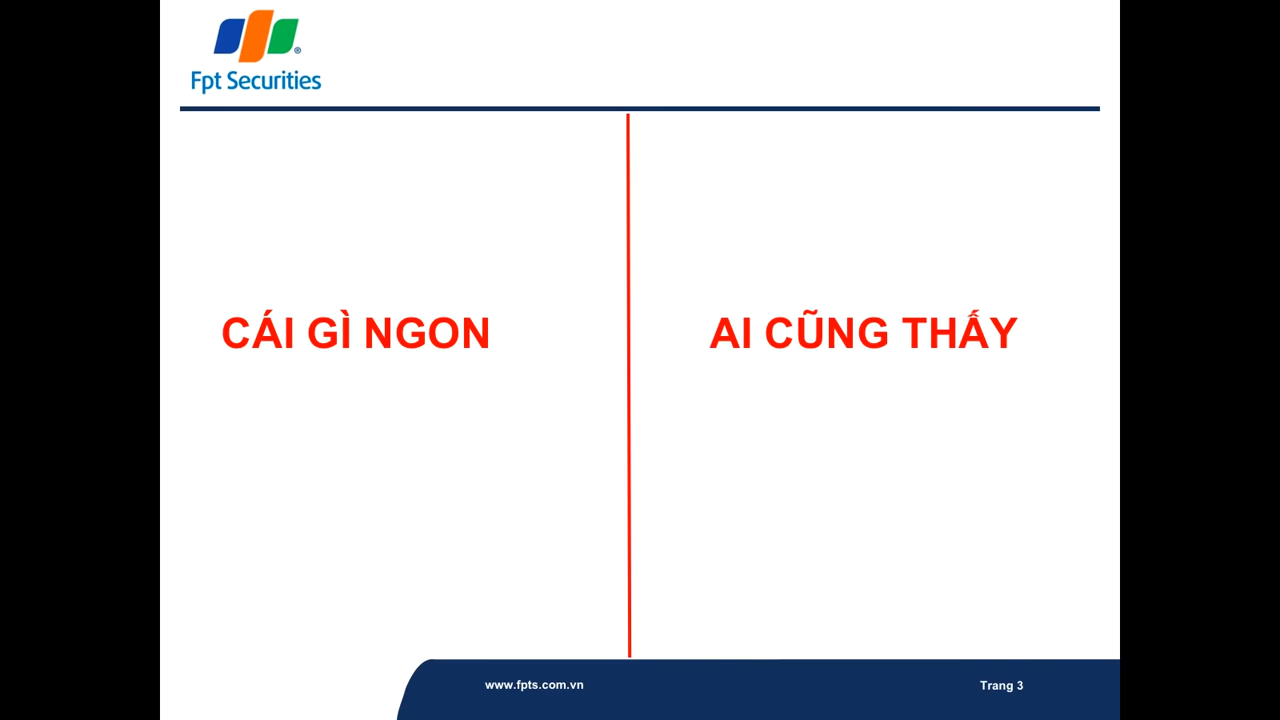 Fpt Securities
CÁI GÌ NGON
AI CŨNG THẤY
www.fpts.com.vn
Trang 3